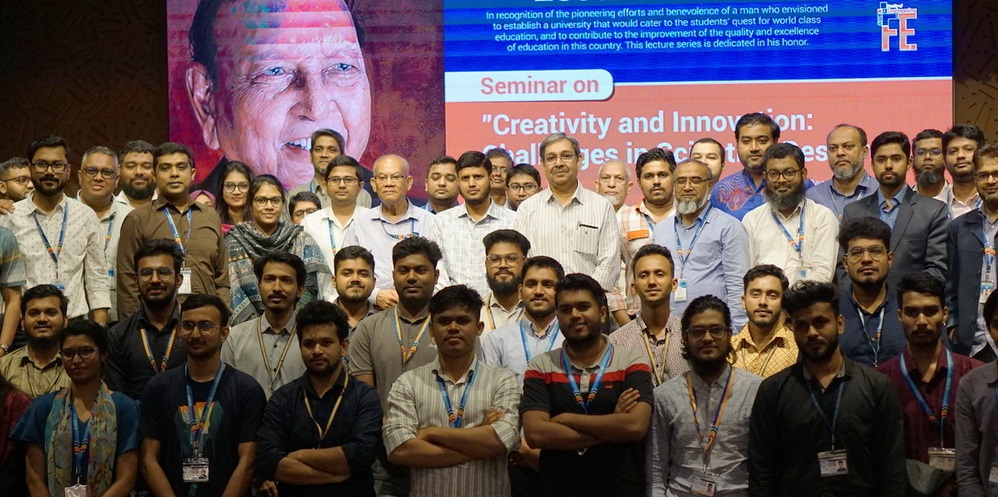 In recognition of the pioneering efforts and benevolence of a man who envisioned
to establish a university that would cater to the students' quest for world class
education, and to contribute to the improvement of the quality and excellence
of education in this country. This lecture series is dedicated in his honor.
FE.
Seminar on
"Creativity and Innovation:
Challenges in